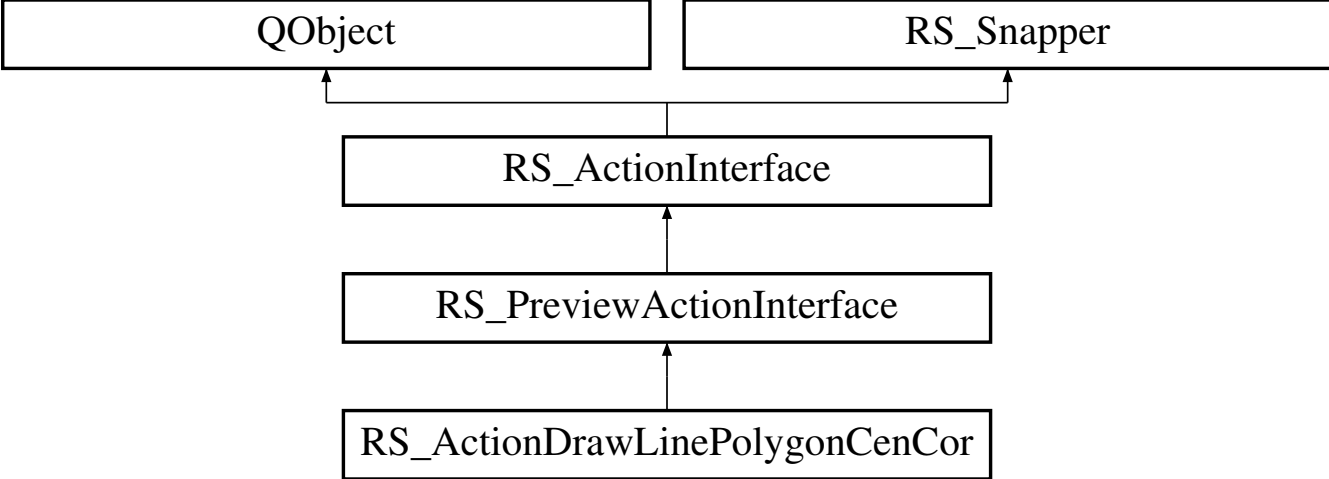 QObject
RS_Snapper
RS_ActionInterface
RS_PreviewActionInterface
RS_ActionDrawLinePolygonCenCor